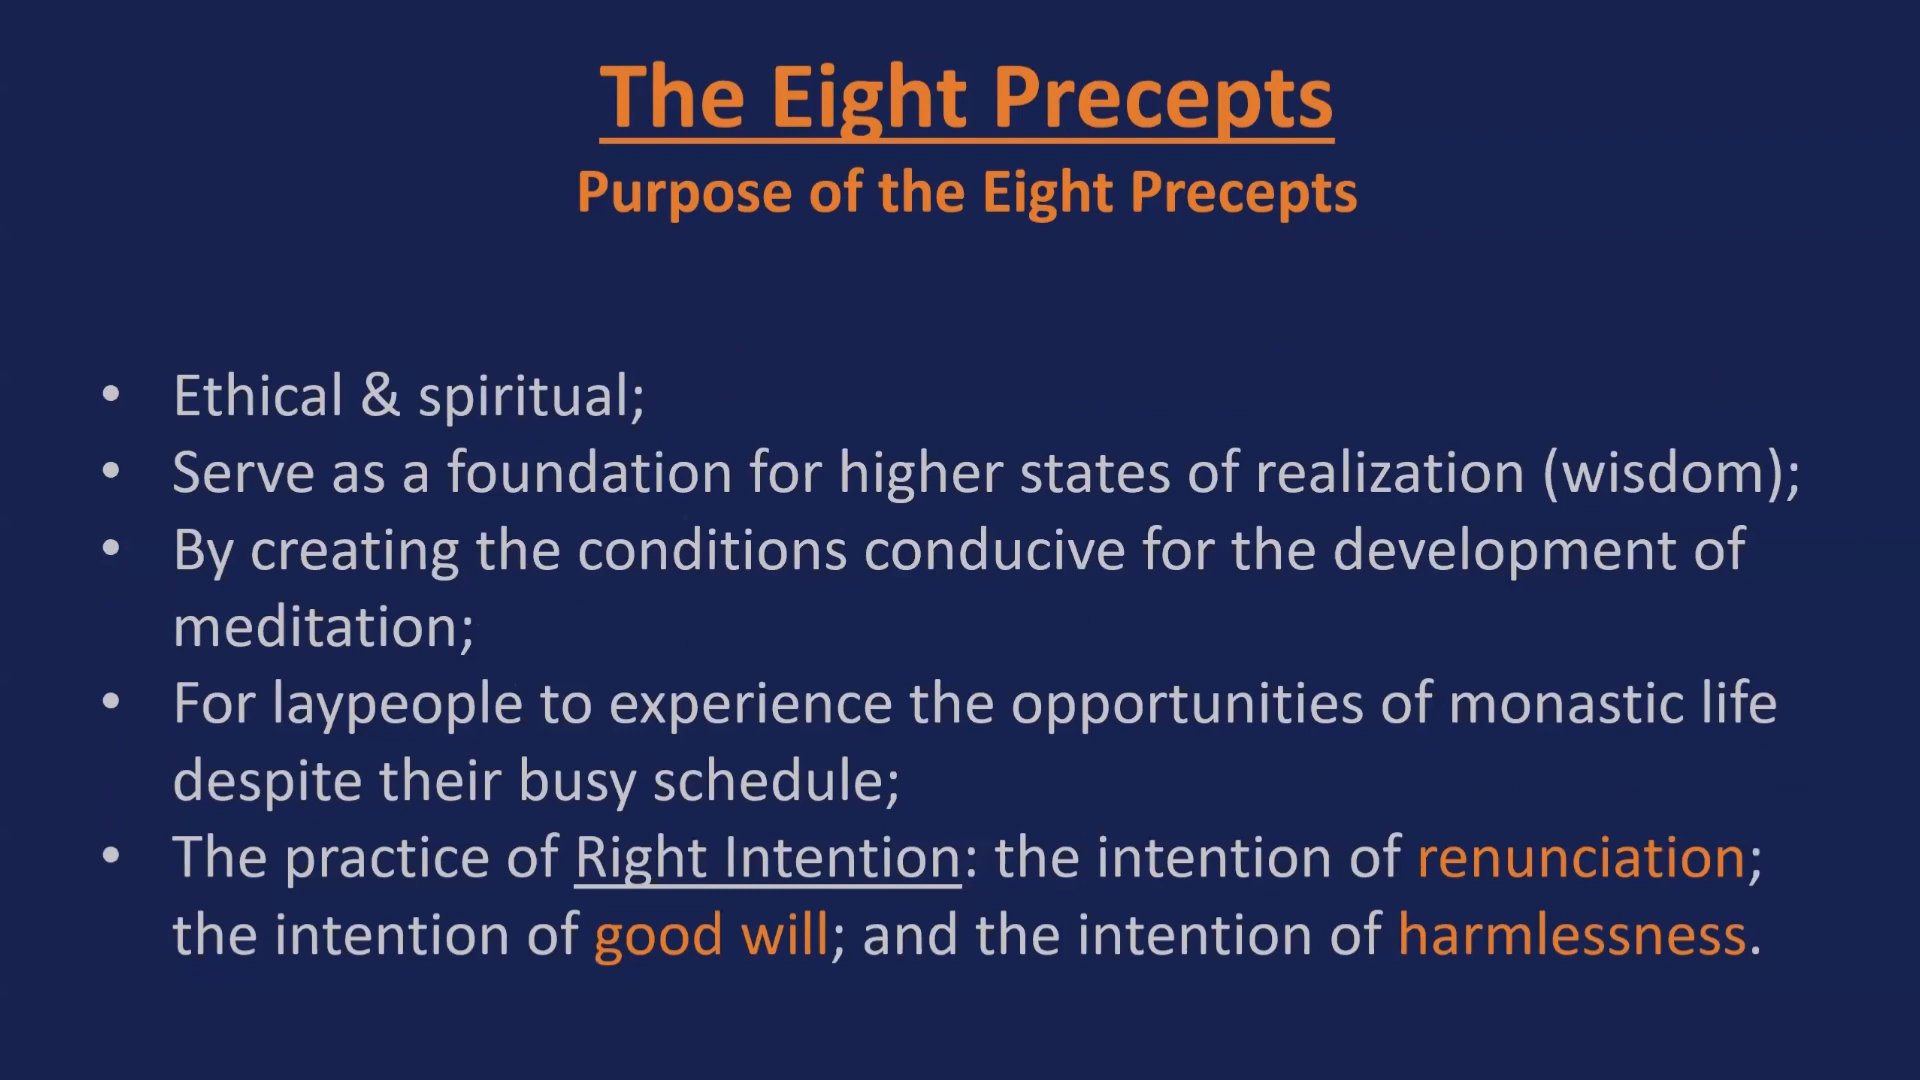 The Eight Precepts
Purpose of the Eight Precepts
• Ethical & spiritual;
• Serve as a foundation for higher states of realization (wisdom);
• By creating the conditions conducive for the development of
meditation;
• For laypeople to experience the opportunities of monastic life
despite their busy schedule;
• The practice of Right Intention: the intention of renunciation;
the intention of good will; and the intention of harmlessness.